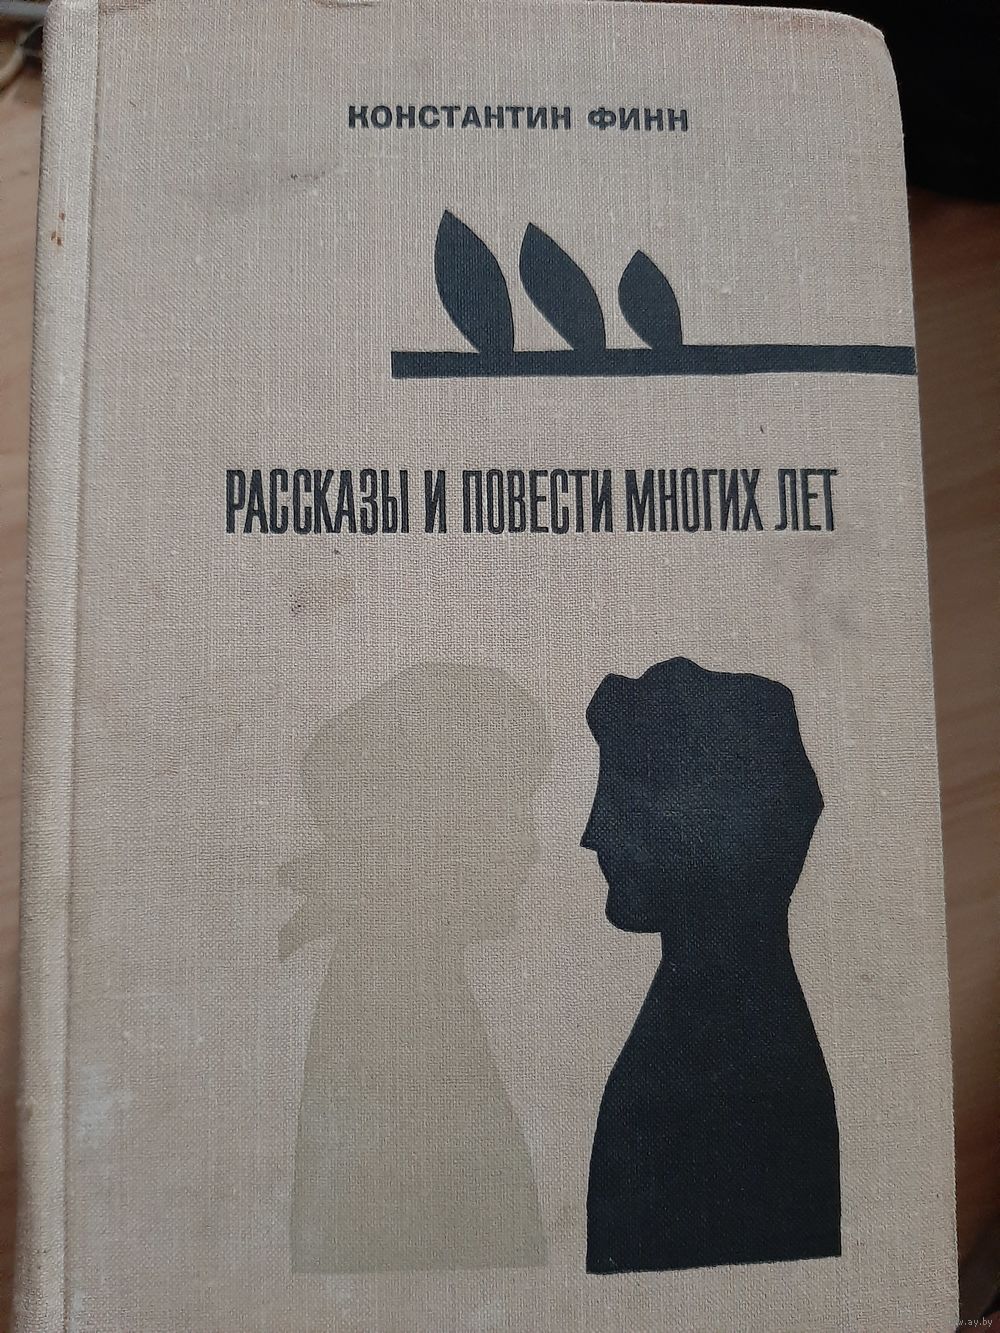 КОНСТАНТИН ФИНН
РАССКАЗЫ И ПОВЕСТИ МНОГИХ ЛЕТ